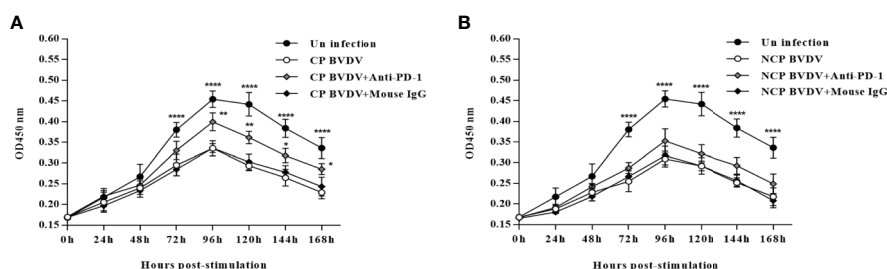 A
0.60
0.55
0.50
0.45
0.40
0.35
0.30
0.25
0.20
0.15
OD450 nm
Un infection
CP BVDV
CP BVDV+Anti-PD-1
CP BVDV+Mouse IgG
****
****
**
****
**
****
*
****
*
0h 24h 48h 72h 96h 120h 144h 168h
Hours post-stimulation
B
0.60
0.55
0.50
0.45
0.40
0.35
0.30
0.25
0.20
0.15
OD450 nm
Un infection
NCP BVDV
NCP BVDV+Anti-PD-1
NCP BVDV+Mouse IgG
****
****
****
****
****
0h 24h 48h 72h 96h 120h 144h 168h
Hours post-stimulation